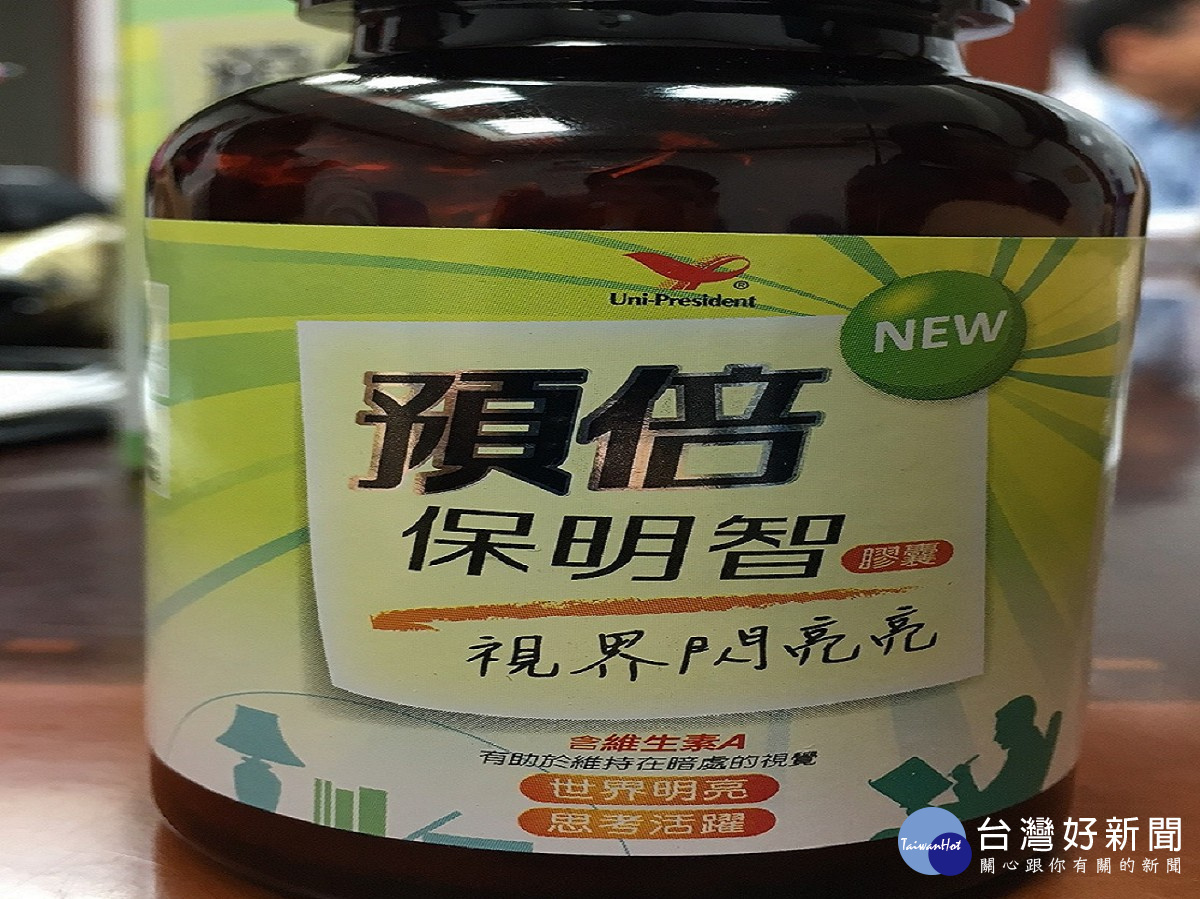 Uni-President
®
NEW
預倍
保明智 膠囊
視界閃亮亮
含維生素A
有助於維持在暗處的視覺
世界明亮
思考活躍
TaiwanHot
台灣好新聞
關心跟你有關的新聞